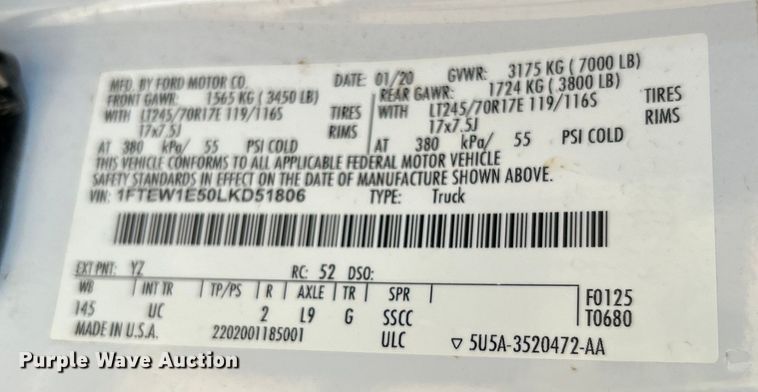 MFD. BY FORD MOTOR CO. DATE: 01/20 GVWR: 3175 KG ( 7000 LB)
FRONT GAWR: 1565 KG ( 3450 LB) REAR GAWR: 1724 KG ( 3800 LB)
WITH LT245/70R17E 119/116S TIRES WITH LT245/70R17E 119/116S TIRES
17x7.5J RIMS 17x7.5J RIMS
AT 380 kPa/ 55 PSI COLD AT 380 kPa/ 55 PSI COLD
THIS VEHICLE CONFORMS TO ALL APPLICABLE FEDERAL MOTOR VEHICLE
SAFETY STANDARDS IN EFFECT ON THE DATE OF MANUFACTURE SHOWN ABOVE.
VIN: 1FTEW1E50LKD51806 TYPE: Truck
EXT PNT: YZ RC: 52 DSO:
WB INT TR TP/PS R AXLE TR SPR F0125
145 UC 2 L9 G SSCC T0680
MADE IN U.S.A. 2202001185001 ULC ▽ 5U5A-3520472-AA
Purple Wave Auction